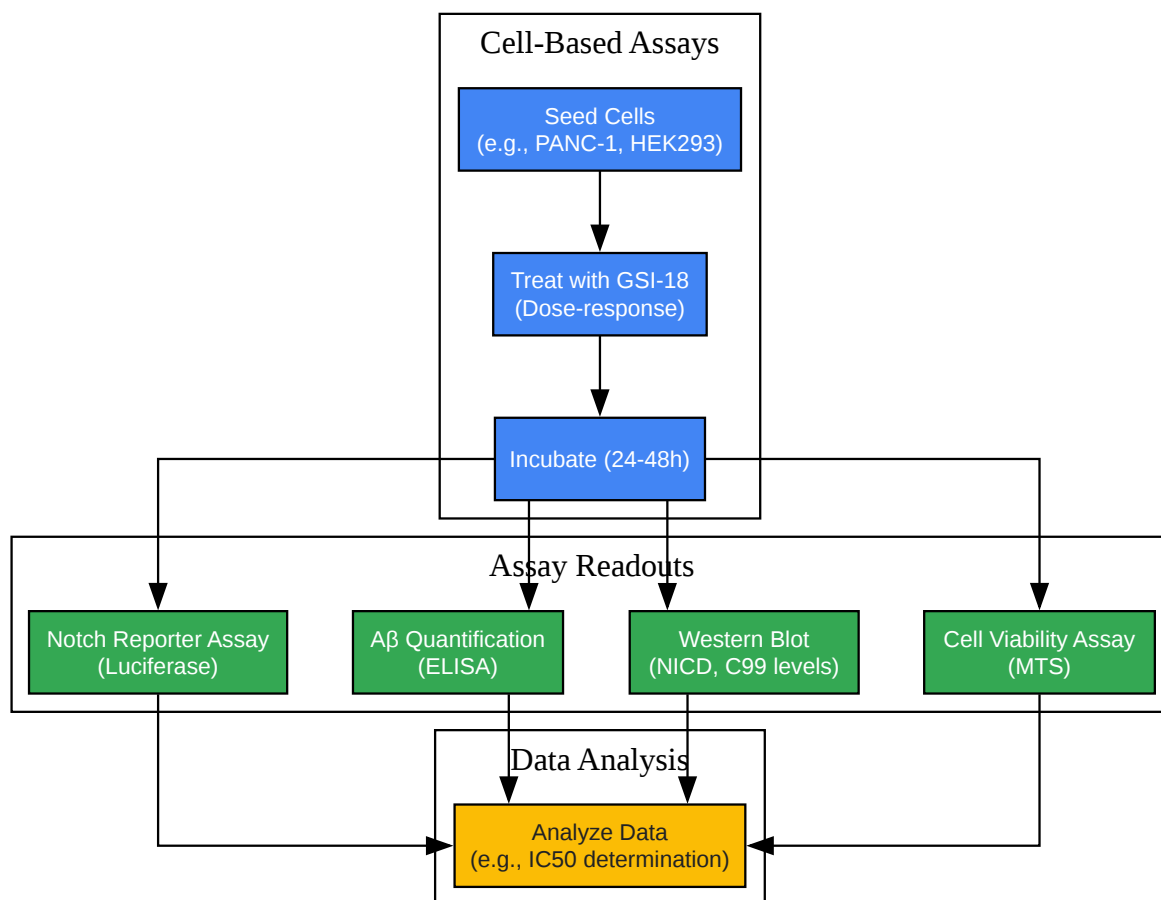 Cell-Based Assays
Seed Cells
(e.g., PANC-1, HEK293)
Treat with GSI-18
(Dose-response)
Incubate (24-48h)
Assay Readouts
Notch Reporter Assay
(Luciferase)
Aβ Quantification
(ELISA)
Western Blot
(NICD, C99 levels)
Cell Viability Assay
(MTS)
Data Analysis
Analyze Data
(e.g., IC50 determination)